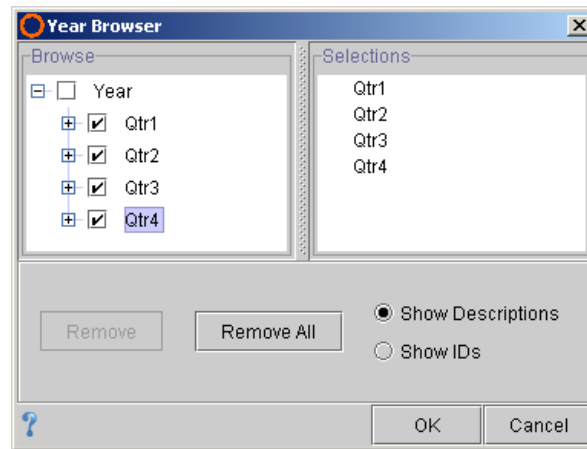 Year Browser
Browse
Year
Qtr1
Qtr2
Qtr3
Qtr4
Selections
Qtr1
Qtr2
Qtr3
Qtr4
Remove
Remove All
Show Descriptions
Show IDs
?
OK
Cancel